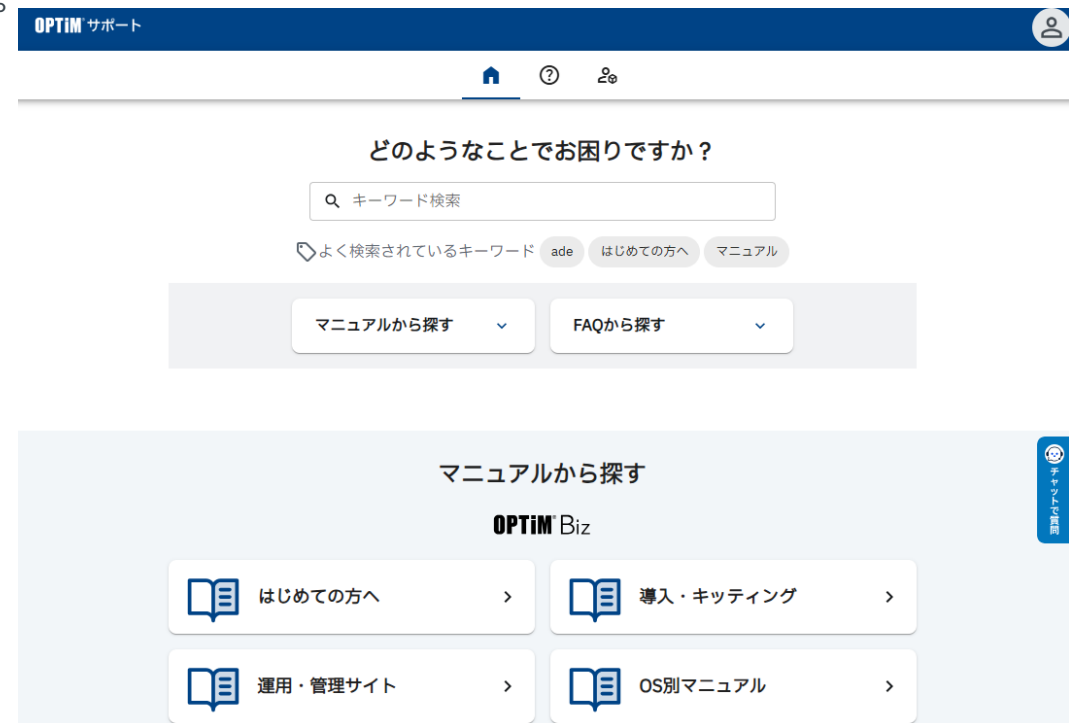 OPTiM サポート
どのようなことでお困りですか？
キーワード検索
よく検索されているキーワード ade はじめての方へ マニュアル
マニュアルから探す FAQから探す
チャットで質問
マニュアルから探す
OPTiM Biz
はじめての方へ 導入・キッティング
運用・管理サイト OS別マニュアル